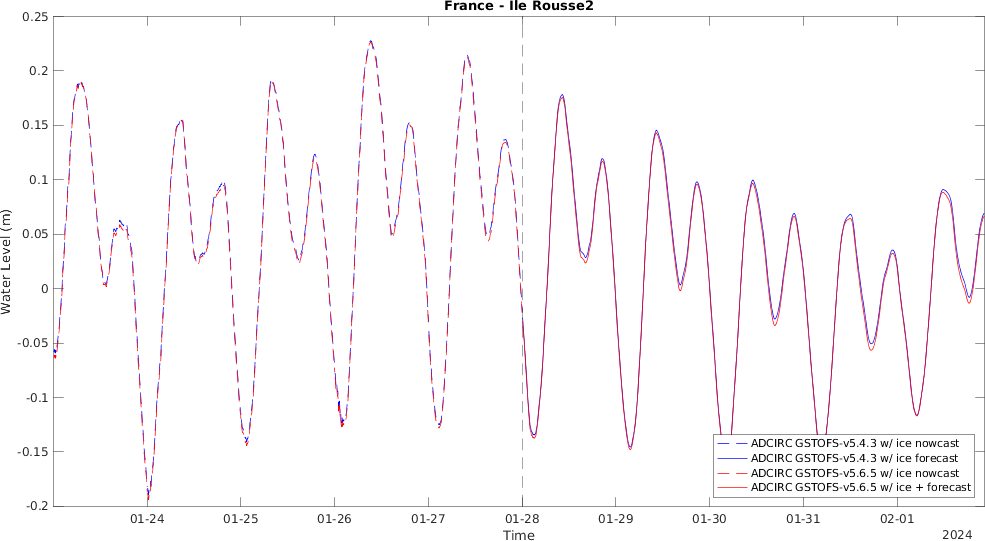 France - Ile Rousse2
Water Level (m)
0.25
0.2
0.15
0.1
0.05
0
-0.05
-0.1
-0.15
-0.2
ADCIRC GSTOFS-v5.4.3 w/ ice nowcast
ADCIRC GSTOFS-v5.4.3 w/ ice forecast
ADCIRC GSTOFS-v5.6.5 w/ ice nowcast
ADCIRC GSTOFS-v5.6.5 w/ ice + forecast
01-24 01-25 01-26 01-27 01-28 01-29 01-30 01-31 02-01
Time
2024